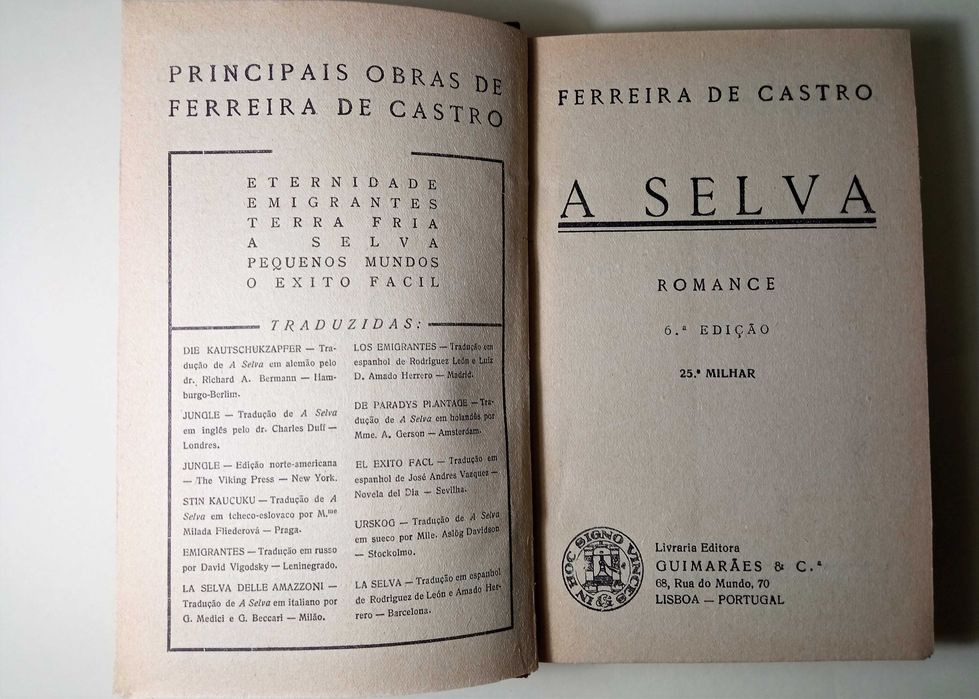 PRINCIPAIS OBRAS DE
FERREIRA DE CASTRO
ETERNIDADE
EMIGRANTES
TERRA FRIA
A SELVA
PEQUENOS MUNDOS
O EXITO FACIL
TRADUZIDAS:
DIE KAUTSCHUKZAPFER — Tra-
dução de A Selva em alemão pelo
dr. Richard A. Bermann — Ham-
burgo-Berlim.
JUNGLE — Tradução de A Selva
em inglês pelo dr. Charles Duff —
Londres.
JUNGLE — Edição norte-americana
— The Viking Press — New York.
STIN KAUCUKU — Tradução de A
Selva em tcheco-eslovaco por M.me
Milada Fliederová — Praga.
EMIGRANTES — Tradução em russo
por David Vigodsky — Leninegrado.
LA SELVA DELLE AMAZZONI —
Tradução de A Selva em italiano por
G. Medici e G. Beccari — Milão.
LOS EMIGRANTES — Tradução em
espanhol de Rodriguez León e Luiz
D. Amado Herrero — Madrid.
DE PARADYS PLANTAGE — Tra-
dução de A Selva em holandês por
Mme. A. Gerson — Amsterdam.
EL EXITO FACL — Tradução em
espanhol de José Andres Vazquez —
Novela del Dia — Sevilha.
URSKOG — Tradução de A Selva
em sueco por Mlle. Aslög Davidson
— Stockolmo.
LA SELVA — Tradução em espanhol
de Rodriguez de León e Amado Her-
rero — Barcelona.
FERREIRA DE CASTRO
A SELVA
ROMANCE
6.ª EDIÇÃO
25.º MILHAR
IN HOC SIGNO VINCES
G
Livraria Editora
GUIMARÃES & C.ª
68, Rua do Mundo, 70
LISBOA — PORTUGAL